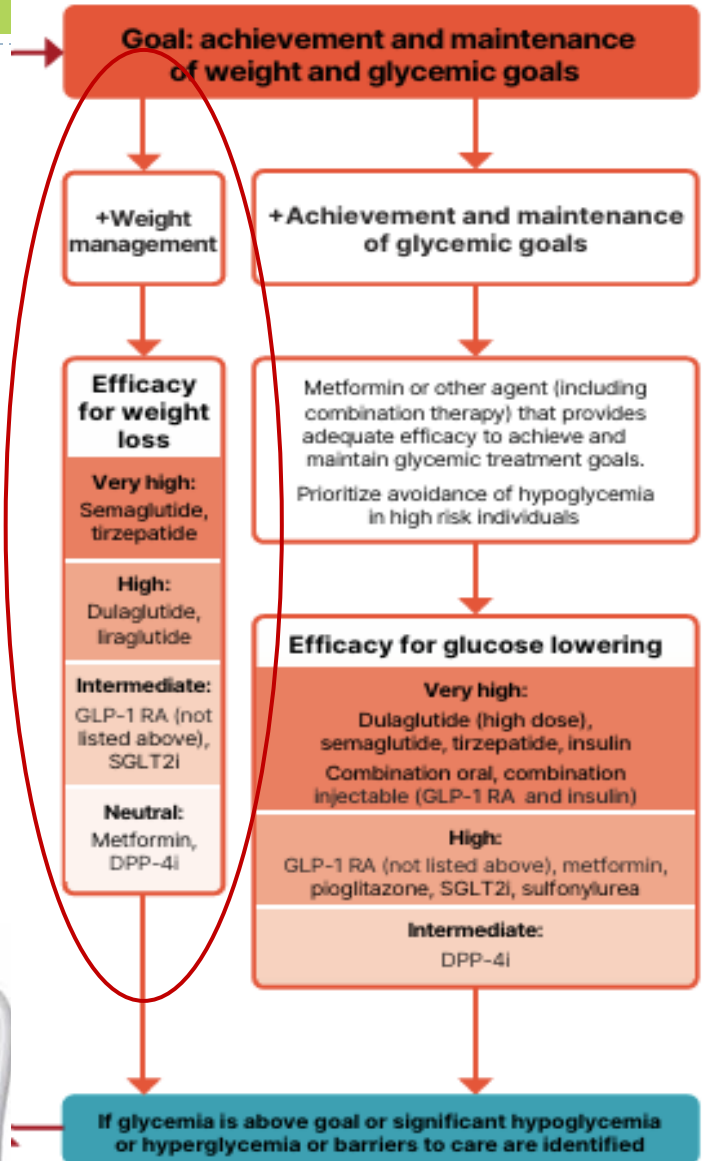 Goal: achievement and maintenance
of weight and glycemic goals
+Weight
management
+Achievement and maintenance
of glycemic goals
Efficacy
for weight
loss
Very high:
Semaglutide,
tirzepatide
High:
Dulaglutide,
liraglutide
Intermediate:
GLP-1 RA (not
listed above),
SGLT2i
Neutral:
Metformin,
DPP-4i
Metformin or other agent (including
combination therapy) that provides
adequate efficacy to achieve and
maintain glycemic treatment goals.
Prioritize avoidance of hypoglycemia
in high risk individuals
Efficacy for glucose lowering
Very high:
Dulaglutide (high dose),
semaglutide, tirzepatide, insulin
Combination oral, combination
injectable (GLP-1 RA and insulin)
High:
GLP-1 RA (not listed above), metformin,
pioglitazone, SGLT2i, sulfonylurea
Intermediate:
DPP-4i
If glycemia is above goal or significant hypoglycemia
or hyperglycemia or barriers to care are identified